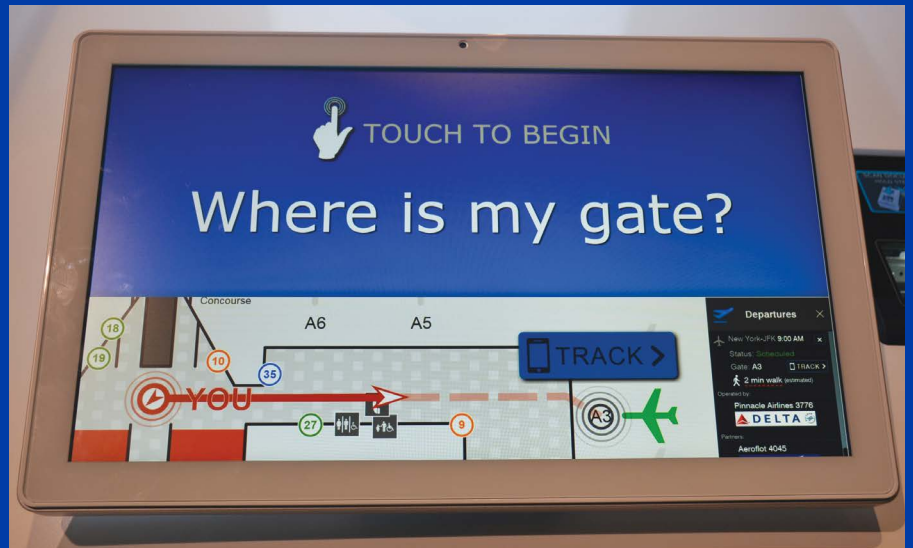 TOUCH TO BEGIN
Where is my gate?
Concourse
A6
A5
18
19
10
35
YOU
27
9
TRACK >
A3
Departures
New York-JFK 9:00 AM
Status: Scheduled
Gate: A3
TRACK >
2 min walk (estimated)
Operated by:
Pinnacle Airlines 3776
DELTA
Partners:
Aeroflot 4045